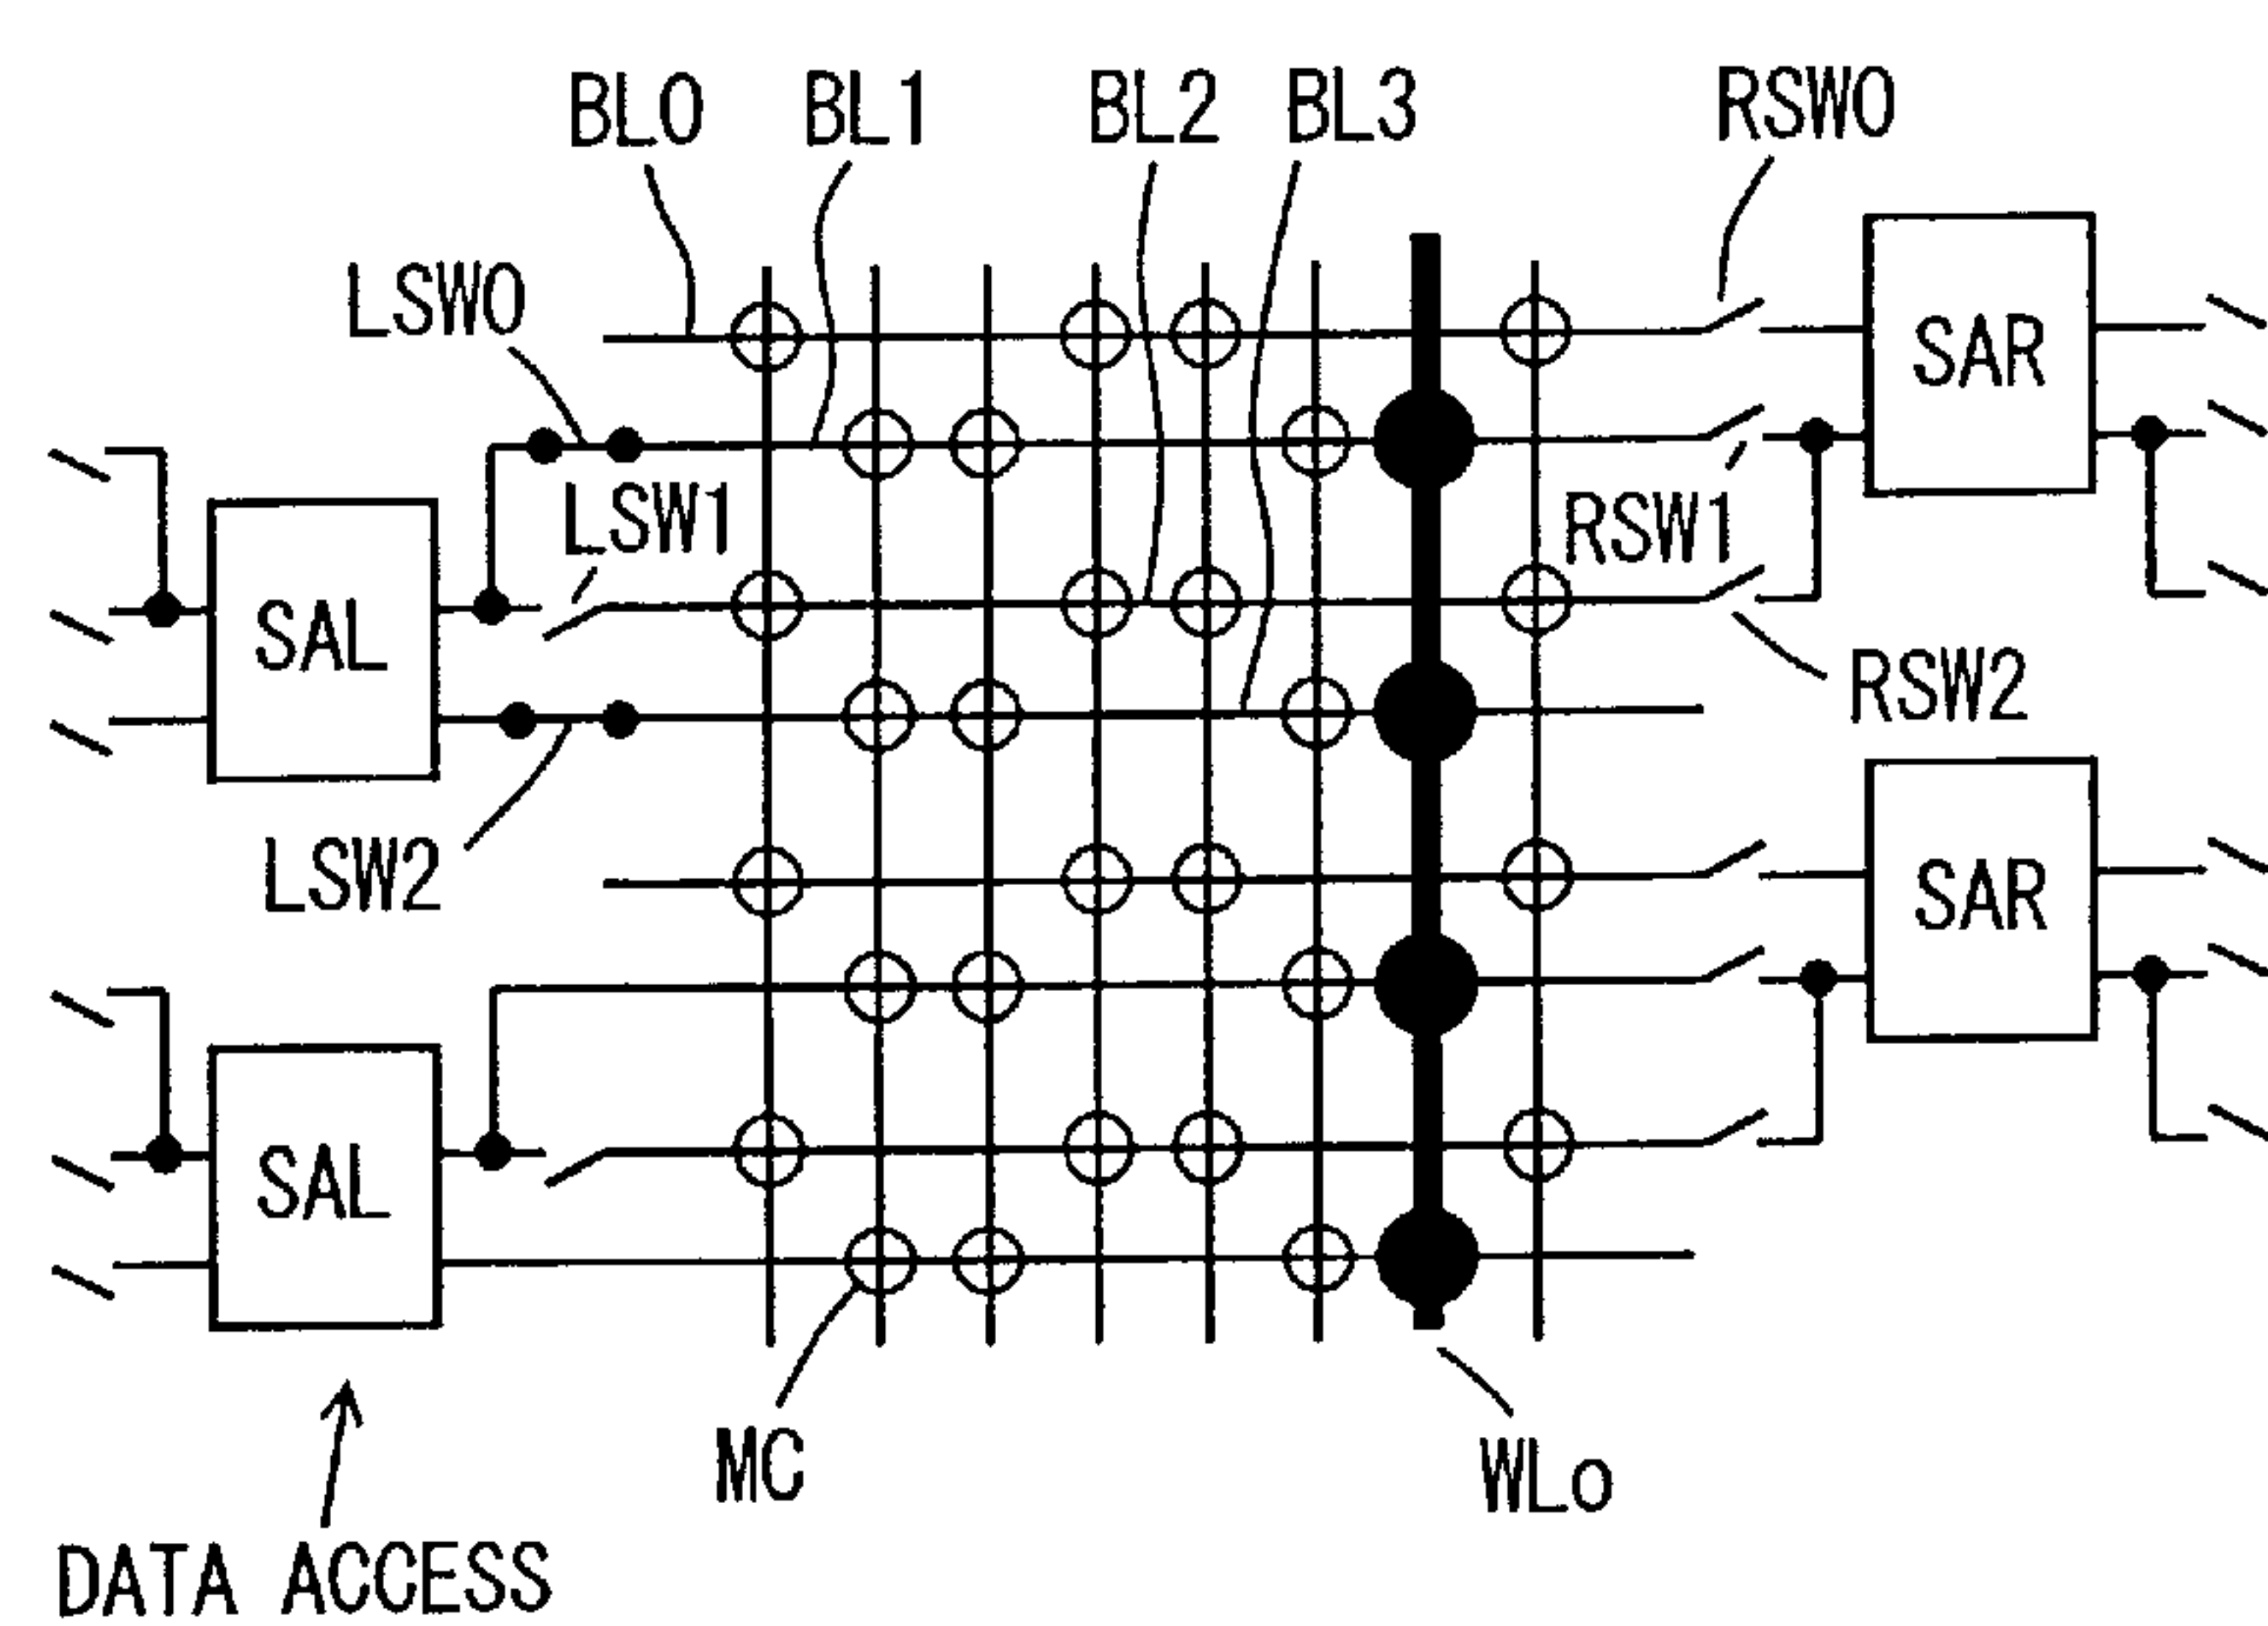 BL0 BL1 BL2 BL3 RSW0
LSW0
SAR
LSW1
RSW1
SAL
RSW2
LSW2
SAR
SAL
MC
WLo
DATA ACCESS